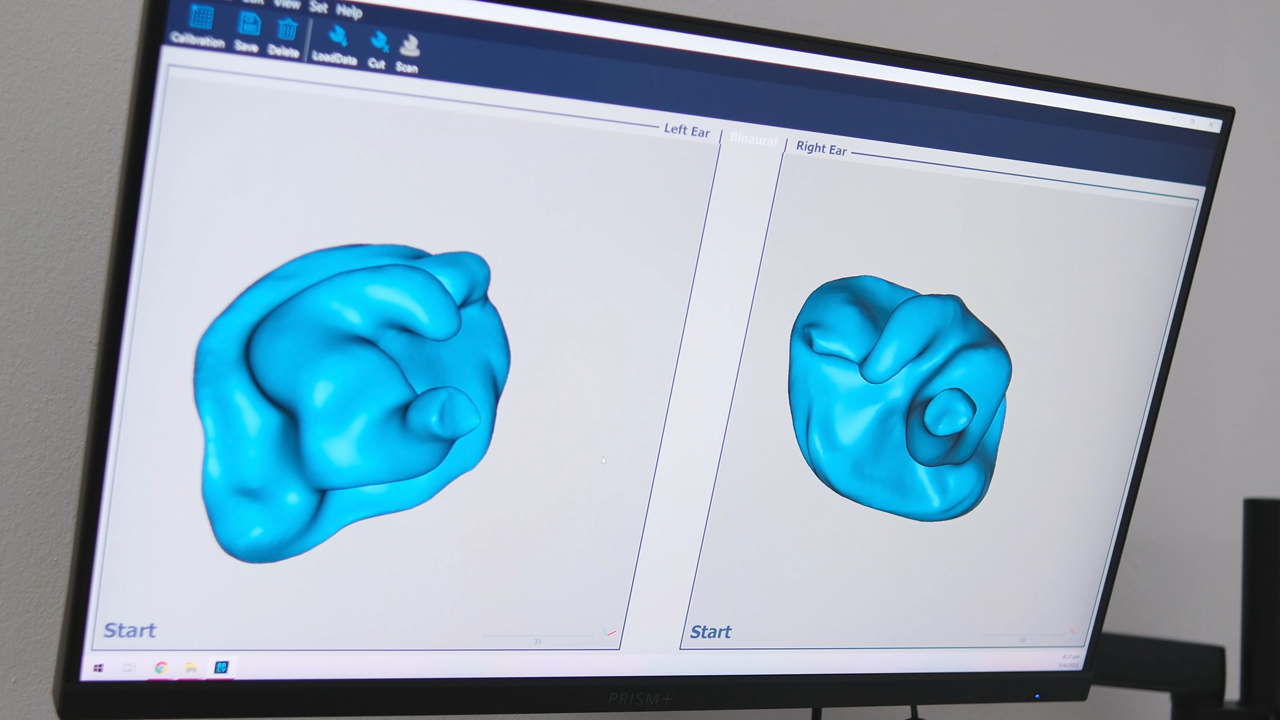 View Set Help
Calibration Save Delete LoadData Cut Scan
Left Ear Binaural Right Ear
Start Start
PRISM+